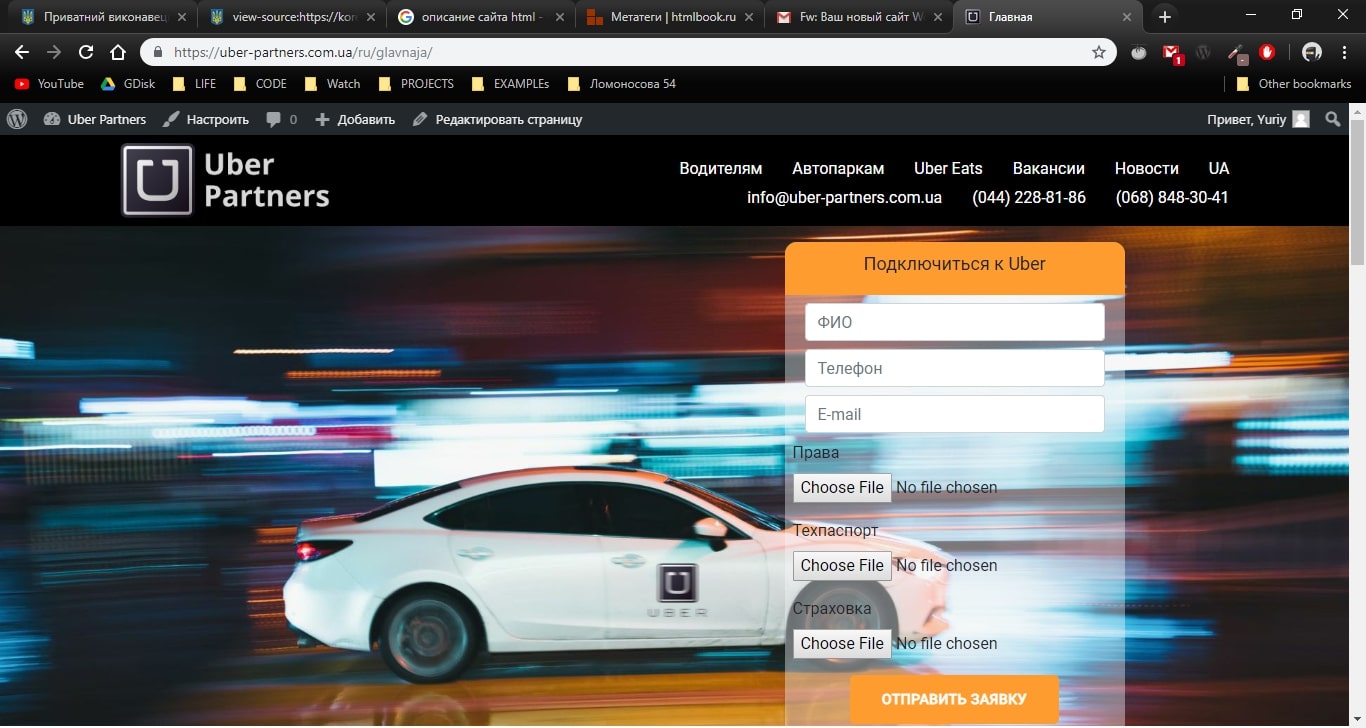 Приватний виконавец
view-source:https://kor
описание сайта html -
Метатеги | htmlbook.ru
Fw: Ваш новый сайт W
Главная
https://uber-partners.com.ua/ru/glavnaja/
1
YouTube
GDisk
LIFE
CODE
Watch
PROJECTS
EXAMPLEs
Ломоносова 54
Other bookmarks
Uber Partners
Настроить
0
Добавить
Редактировать страницу
Привет, Yuriy
Uber
Partners
Водителям Автопаркам Uber Eats Вакансии Новости UA
info@uber-partners.com.ua (044) 228-81-86 (068) 848-30-41
Подключиться к Uber
ФИО
Телефон
E-mail
Права
Choose File No file chosen
Техпаспорт
Choose File No file chosen
Страховка
Choose File No file chosen
ОТПРАВИТЬ ЗАЯВКУ
UBER